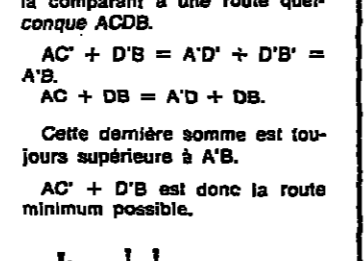 la comparant à une route quel-
conque ACDB.
AC' + D'B = A'D' + D'B' =
A'B.
AC + DB = A'D + DB.
Cette dernière somme est tou-
jours supérieure à A'B.
AC' + D'B est donc la route
minimum possible.